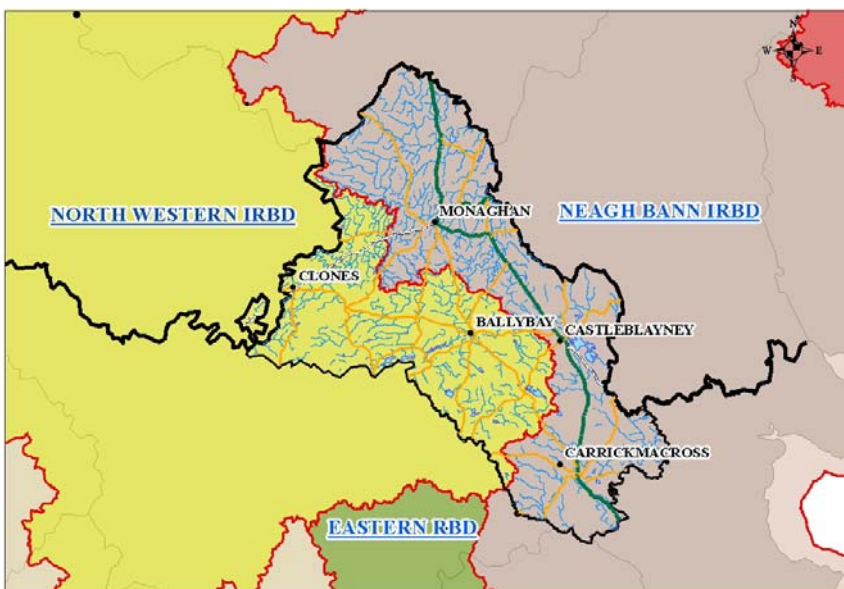 N
W E
S
MONAGHAN
NORTH WESTERN IRBD
NEAGH BANN IRBD
CLONES
BALLYBAY
CASTLEBLAYNEY
CARRICKMACROSS
EASTERN RBD